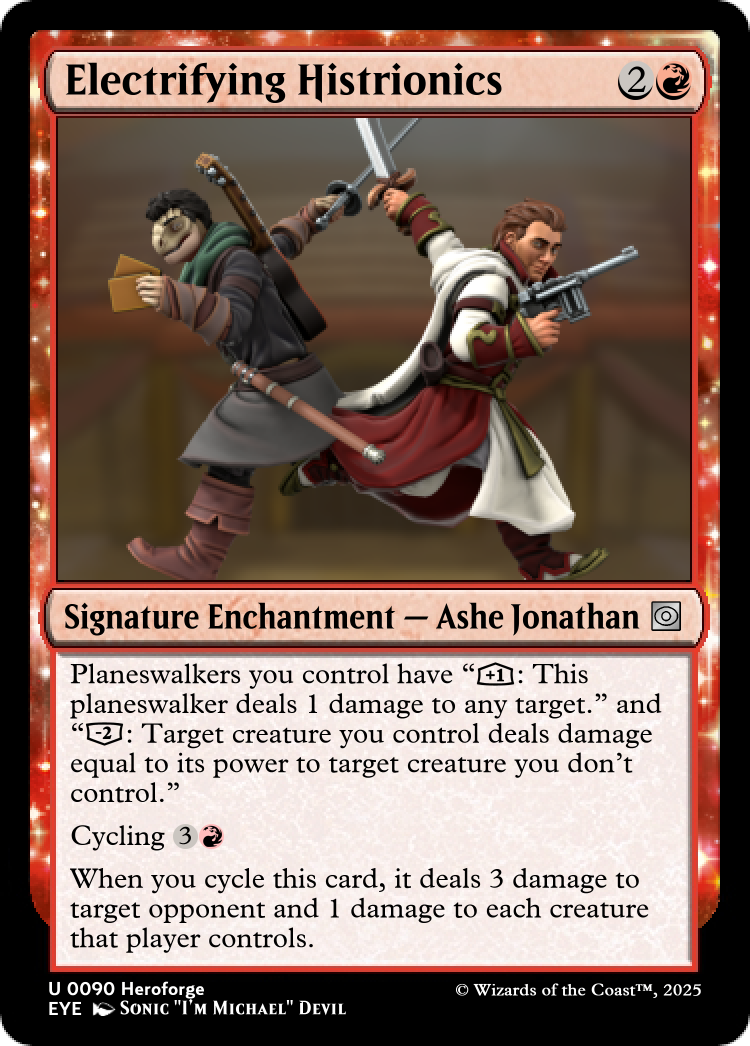 Electrifying Histrionics 2
Signature Enchantment — Ashe Jonathan
Planeswalkers you control have “+1: This
planeswalker deals 1 damage to any target.” and
“-2: Target creature you control deals damage
equal to its power to target creature you don’t
control.”
Cycling 3
When you cycle this card, it deals 3 damage to
target opponent and 1 damage to each creature
that player controls.
U 0090 Heroforge
© Wizards of the Coast™, 2025
EYE Sonic "I'm Michael" Devil